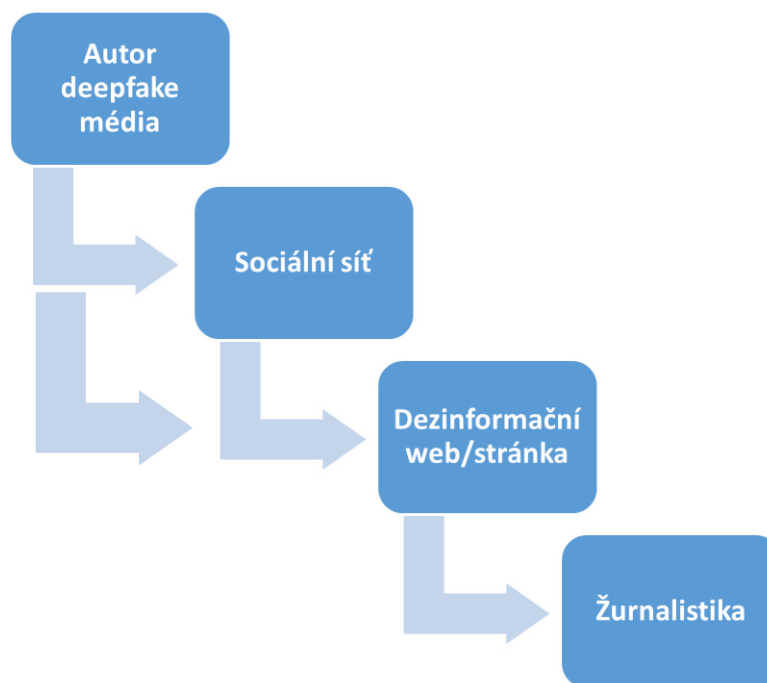 Autor
deepfake
média
Sociální síť
Dezinformační
web/stránka
Žurnalistika